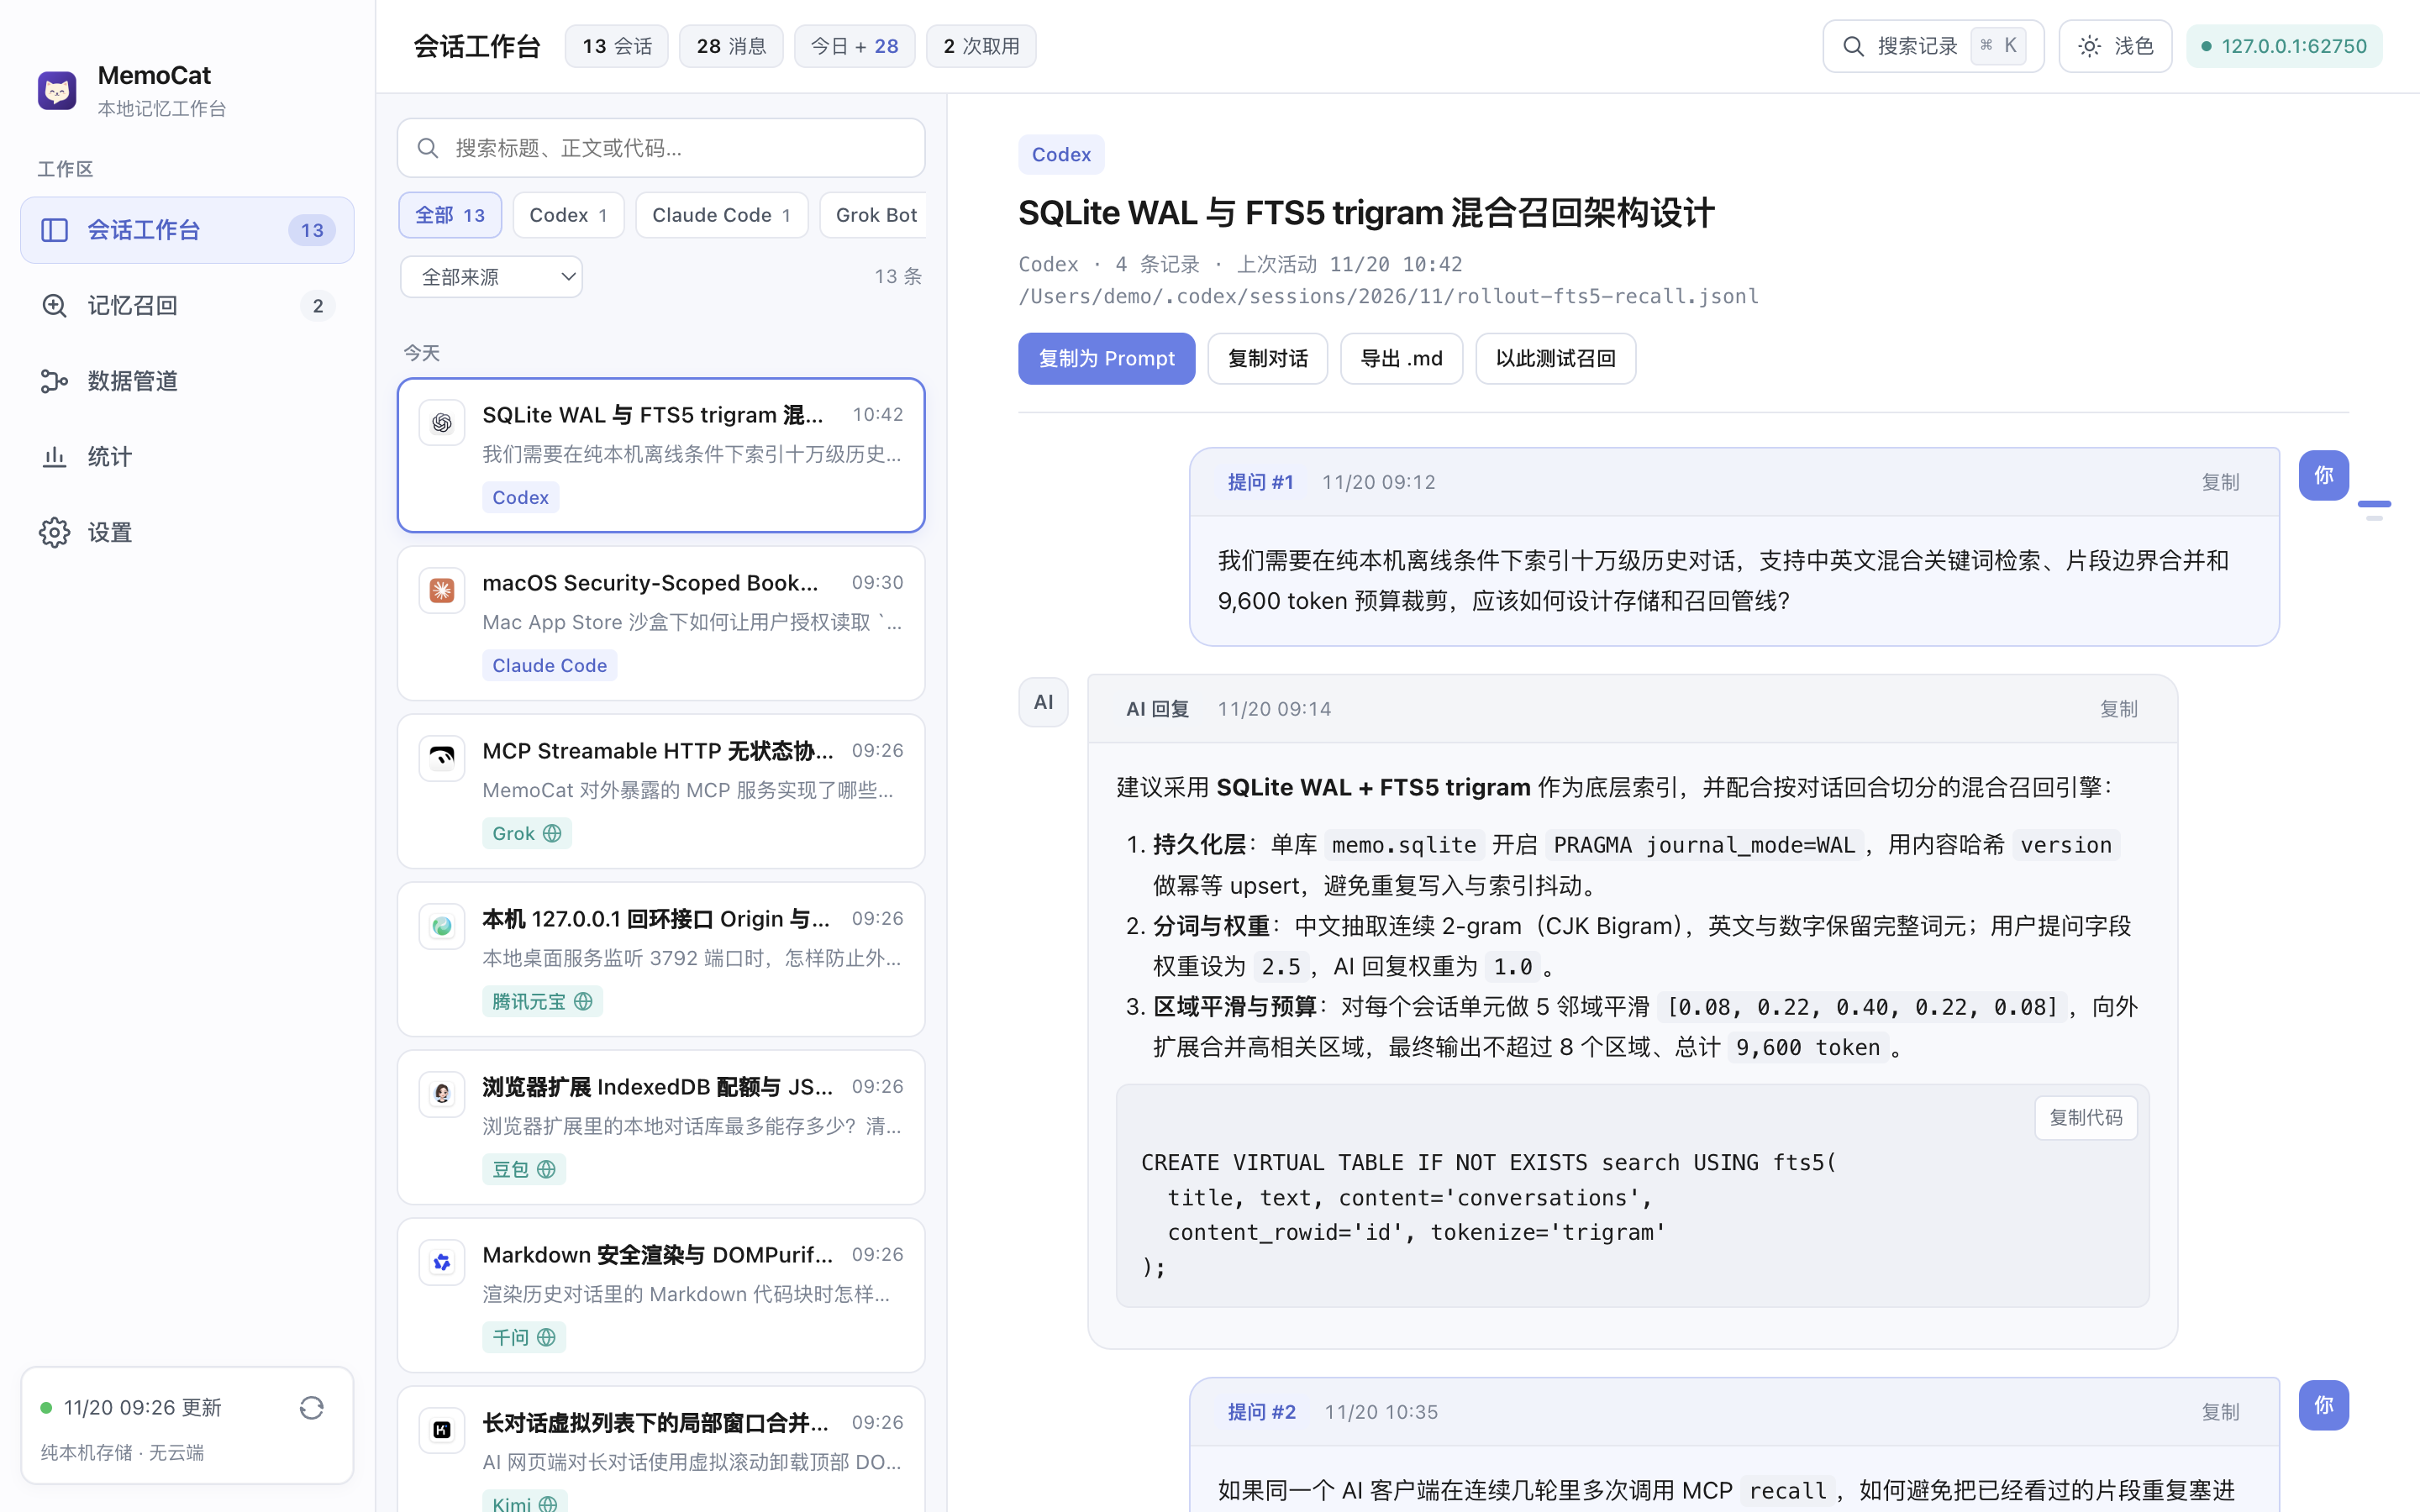 MemoCat
本地记忆工作台
工作区
会话工作台 13
记忆召回 2
数据管道
统计
设置
11/20 09:26 更新
纯本机存储 · 无云端
会话工作台 13 会话 28 消息 今日 + 28 2 次取用
搜索记录 ⌘ K 浅色 127.0.0.1:62750
搜索标题、正文或代码...
全部 13 Codex 1 Claude Code 1 Grok Bot
全部来源 13 条
今天
SQLite WAL 与 FTS5 trigram 混... 10:42
我们需要在纯本机离线条件下索引十万级历史...
Codex
macOS Security-Scoped Book... 09:30
Mac App Store 沙盒下如何让用户授权读取 `...
Claude Code
MCP Streamable HTTP 无状态协... 09:26
MemoCat 对外暴露的 MCP 服务实现了哪些...
Grok
本机 127.0.0.1 回环接口 Origin 与... 09:26
本地桌面服务监听 3792 端口时，怎样防止外...
腾讯元宝
浏览器扩展 IndexedDB 配额与 JS... 09:26
浏览器扩展里的本地对话库最多能存多少？清...
豆包
Markdown 安全渲染与 DOMPurif... 09:26
渲染历史对话里的 Markdown 代码块时怎样...
千问
长对话虚拟列表下的局部窗口合并... 09:26
AI 网页端对长对话使用虚拟滚动卸载顶部 DO...
Kimi
Codex
SQLite WAL 与 FTS5 trigram 混合召回架构设计
Codex · 4 条记录 · 上次活动 11/20 10:42
/Users/demo/.codex/sessions/2026/11/rollout-fts5-recall.jsonl
复制为 Prompt 复制对话 导出 .md 以此测试召回
提问 #1 11/20 09:12 复制 你
我们需要在纯本机离线条件下索引十万级历史对话，支持中英文混合关键词检索、片段边界合并和
9,600 token 预算裁剪，应该如何设计存储和召回管线？
AI AI 回复 11/20 09:14 复制
建议采用 SQLite WAL + FTS5 trigram 作为底层索引，并配合按对话回合切分的混合召回引擎：
1. 持久化层：单库 memo.sqlite 开启 PRAGMA journal_mode=WAL，用内容哈希 version
做幂等 upsert，避免重复写入与索引抖动。
2. 分词与权重：中文抽取连续 2-gram（CJK Bigram），英文与数字保留完整词元；用户提问字段
权重设为 2.5，AI 回复权重为 1.0。
3. 区域平滑与预算：对每个会话单元做 5 邻域平滑 [0.08, 0.22, 0.40, 0.22, 0.08]，向外
扩展合并高相关区域，最终输出不超过 8 个区域、总计 9,600 token。
复制代码
CREATE VIRTUAL TABLE IF NOT EXISTS search USING fts5(
title, text, content='conversations',
content_rowid='id', tokenize='trigram'
);
提问 #2 11/20 10:35 复制 你
如果同一个 AI 客户端在连续几轮里多次调用 MCP recall，如何避免把已经看过的片段重复塞进